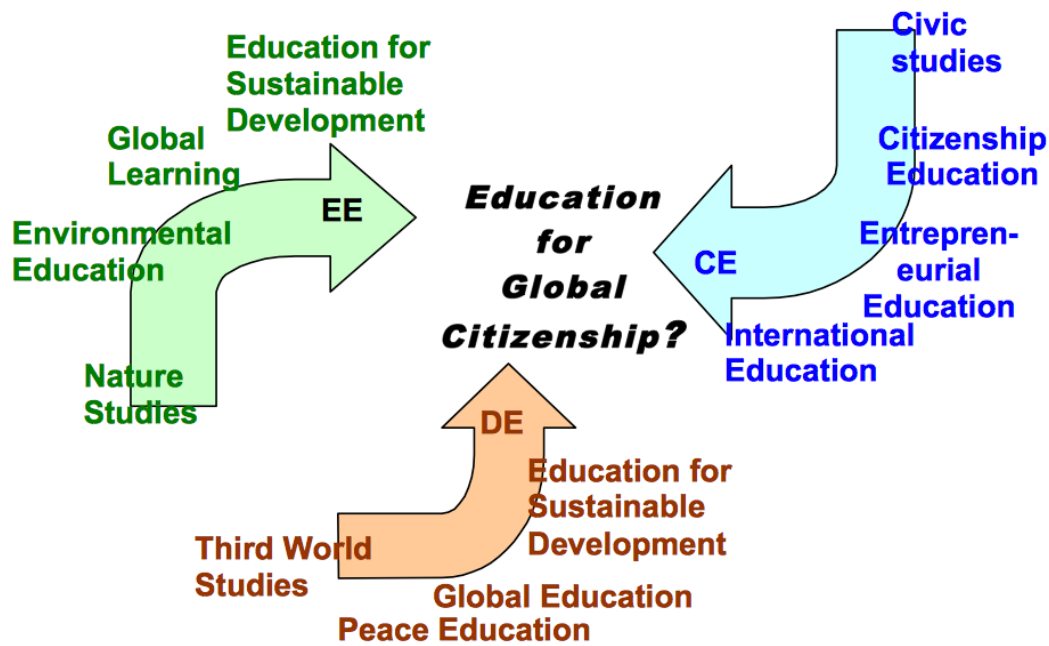 Education for
Sustainable
Development
Global
Learning
EE
Environmental
Education
Nature
Studies
Education
for
Global
Citizenship?
Civic
studies
Citizenship
Education
Entrepren-
eurial
Education
CE
International
Education
DE
Education for
Sustainable
Development
Third World
Studies
Global Education
Peace Education